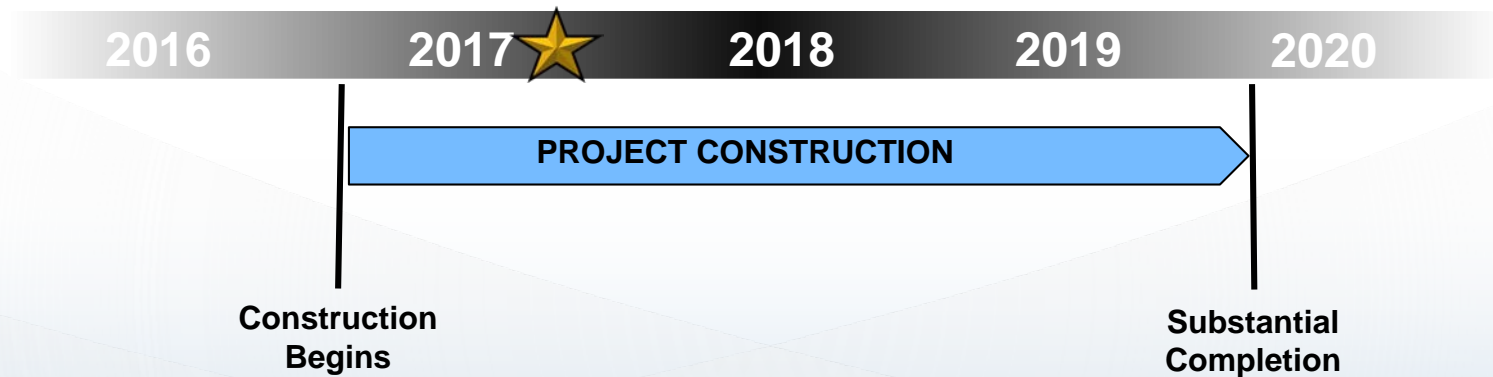 2016 2017 2018 2019 2020
PROJECT CONSTRUCTION
Construction
Begins
Substantial
Completion